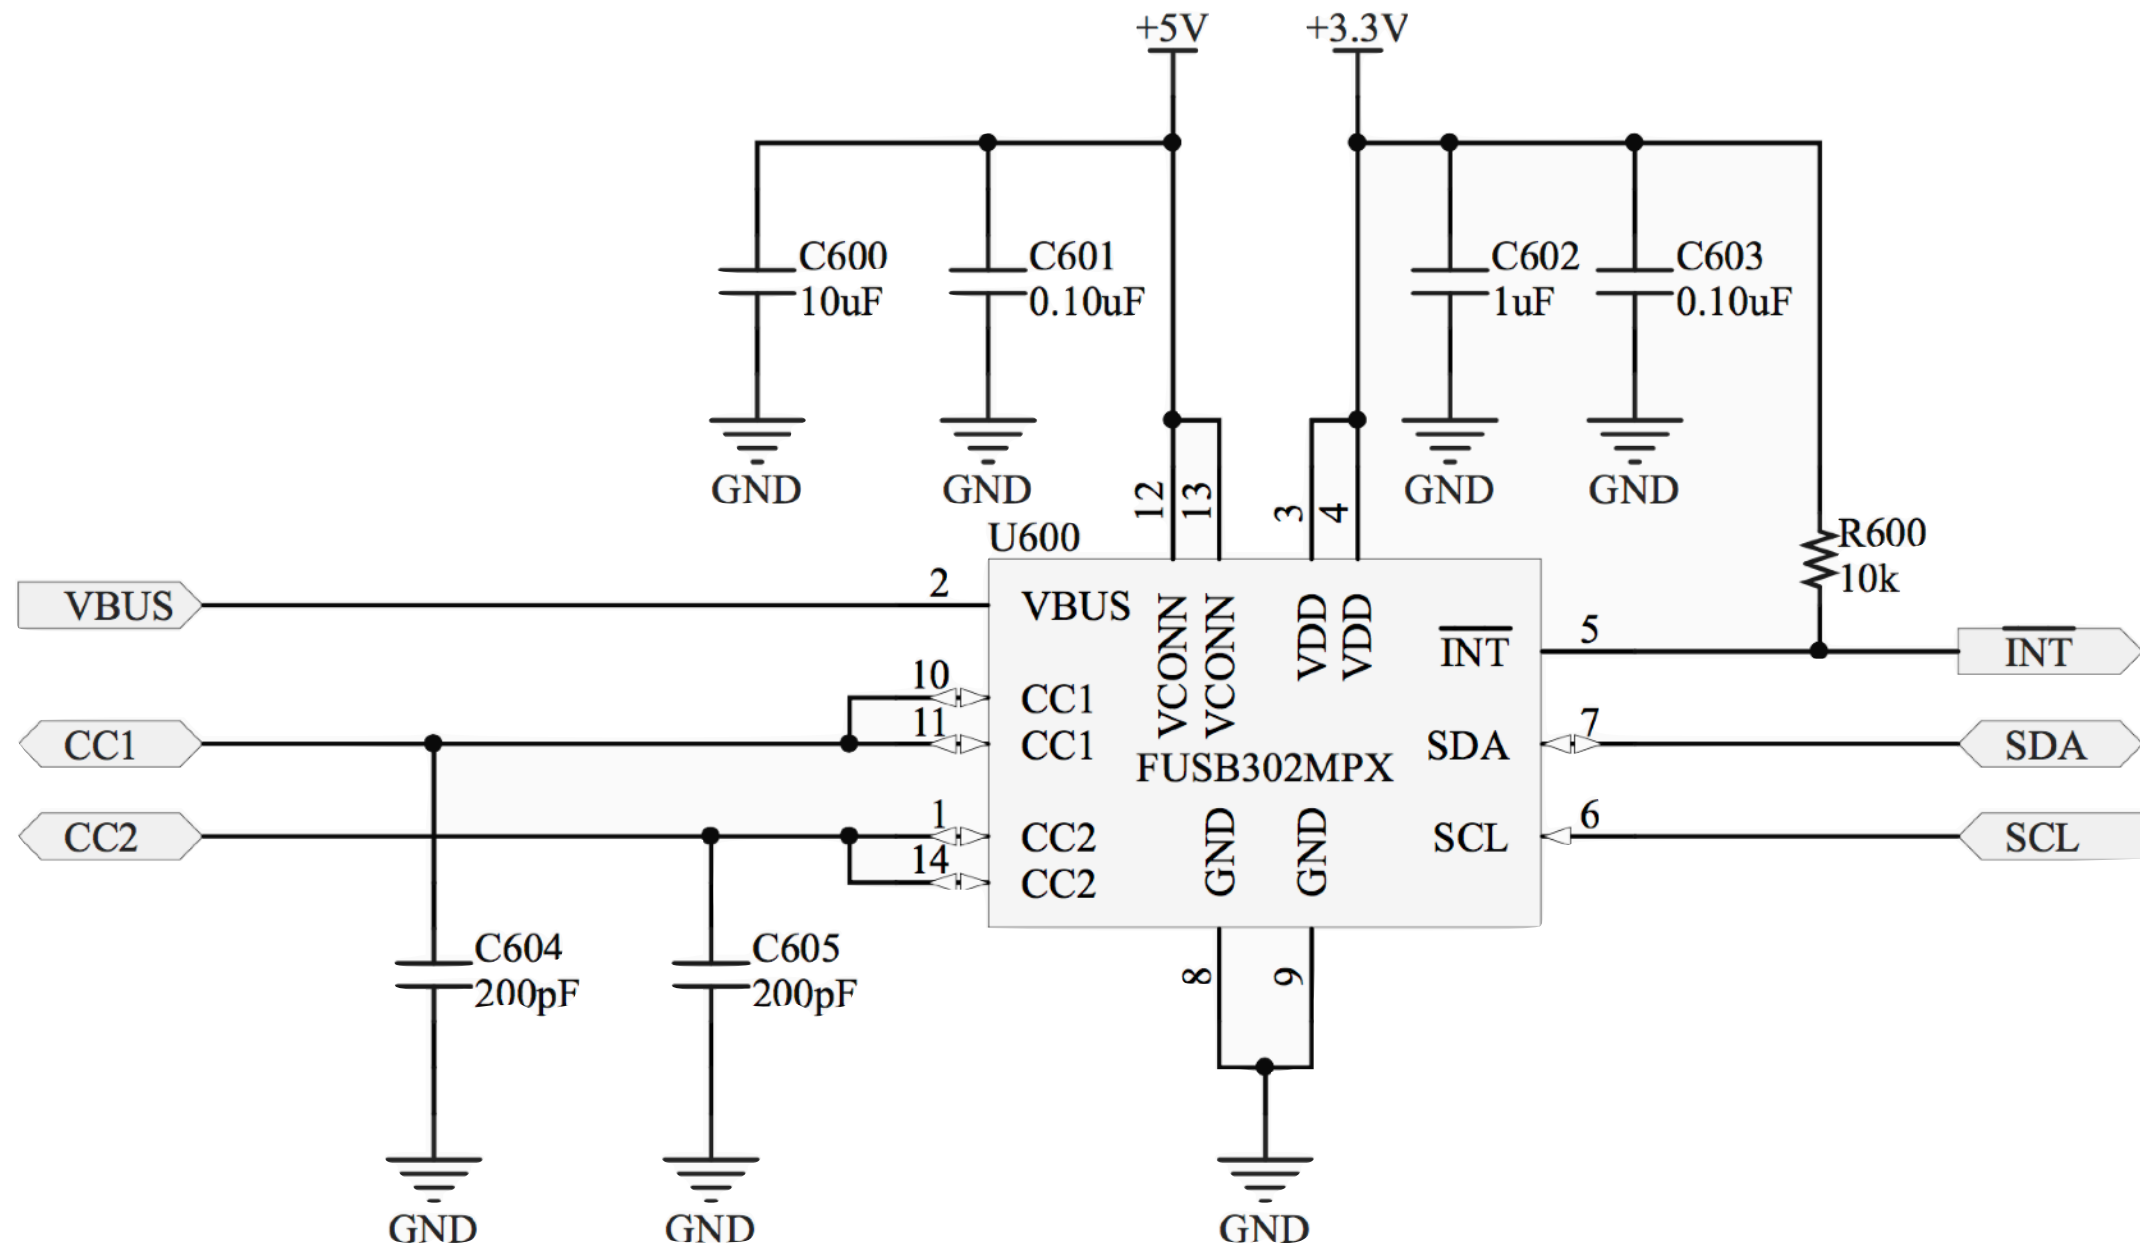 +5V
+3.3V
C600
10uF
C601
0.10uF
C602
1uF
C603
0.10uF
GND
GND
GND
GND
12
13
3
4
U600
R600
10k
VBUS
2
VBUS
VCONN
VCONN
VDD
VDD
INT
5
INT
10
CC1
CC1
11
CC1
SDA
7
SDA
FUSB302MPX
CC2
1
CC2
14
CC2
GND
GND
SCL
6
SCL
C604
200pF
C605
200pF
8
9
GND
GND
GND